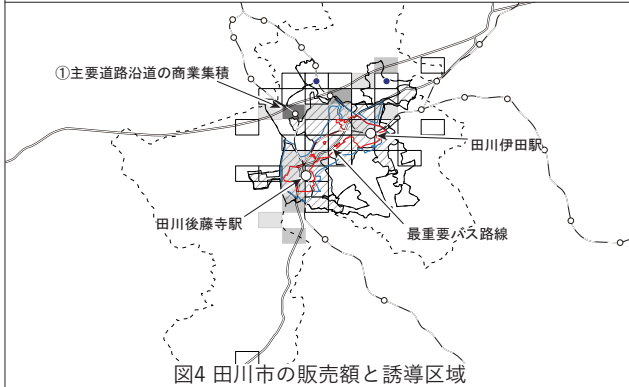 ①主要道路沿道の商業集積
田川伊田駅
田川後藤寺駅
最重要バス路線
図4 田川市の販売額と誘導区域